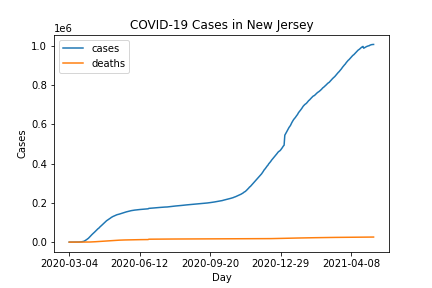 COVID-19 Cases in New Jersey
1e6
cases
deaths
1.0
0.8
0.6
0.4
0.2
0.0
Cases
2020-03-04 2020-06-12 2020-09-20 2020-12-29 2021-04-08
Day